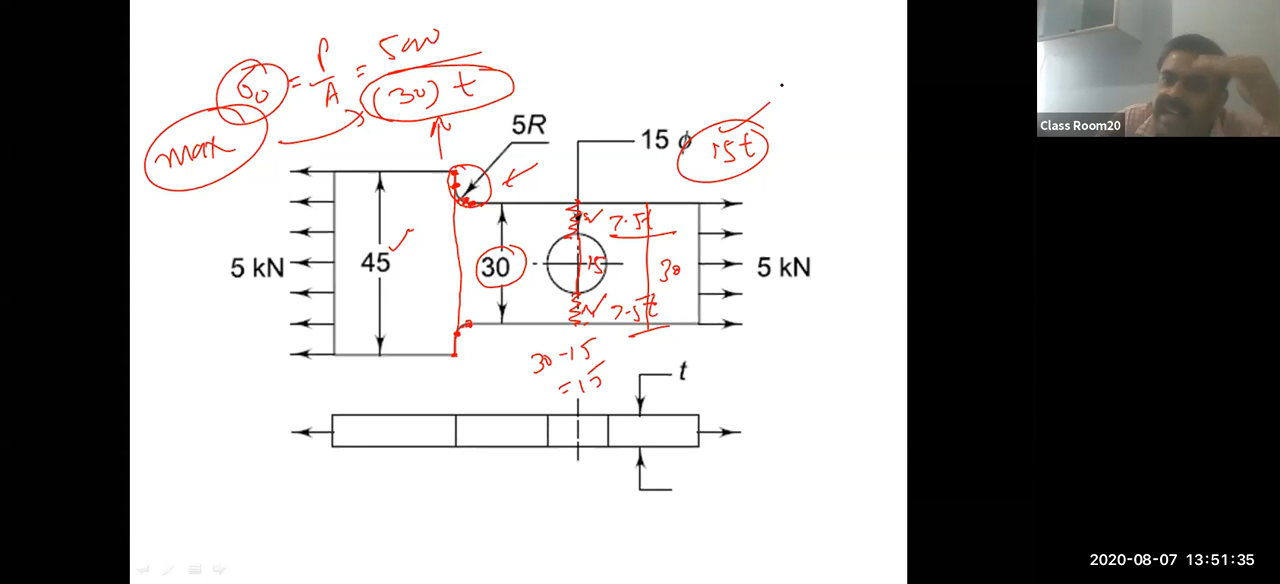 σ₀ = P/A = 5000/(30) t
max
5R
15 ϕ
15t
7.5t
45
30
15
30
5 kN
5 kN
7.5t
30 - 15
= 15
t
Class Room20
2020-08-07 13:51:35